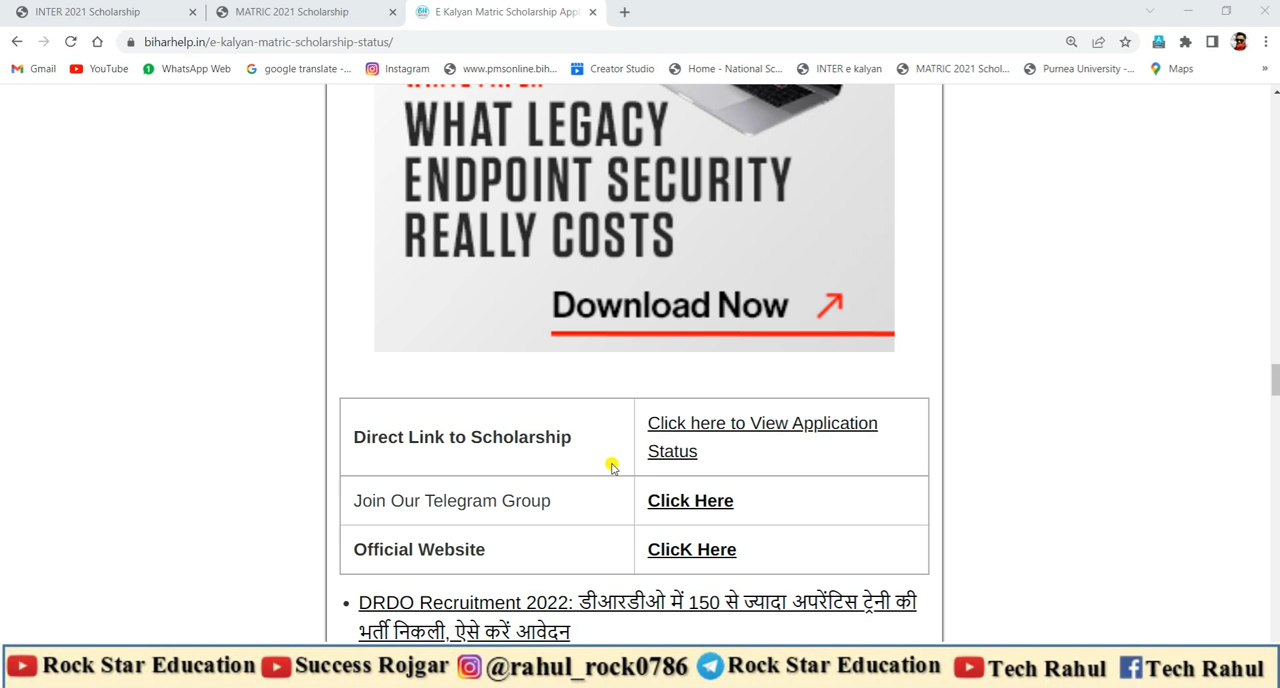 INTER 2021 Scholarship
MATRIC 2021 Scholarship
E Kalyan Matric Scholarship Appl
biharhelp.in/e-kalyan-matric-scholarship-status/
Gmail
YouTube
WhatsApp Web
google translate -...
Instagram
www.pmsonline.bih...
Creator Studio
Home - National Sc...
INTER e kalyan
MATRIC 2021 Schol...
Purnea University -...
Maps
WHAT LEGACY
ENDPOINT SECURITY
REALLY COSTS
Download Now
Direct Link to Scholarship
Click here to View Application
Status
Join Our Telegram Group
Click Here
Official Website
ClicK Here
DRDO Recruitment 2022: डीआरडीओ में 150 से ज्यादा अपरेंटिस ट्रेनी की
भर्ती निकली, ऐसे करें आवेदन
Rock Star Education Success Rojgar @rahul_rock0786 Rock Star Education Tech Rahul Tech Rahul